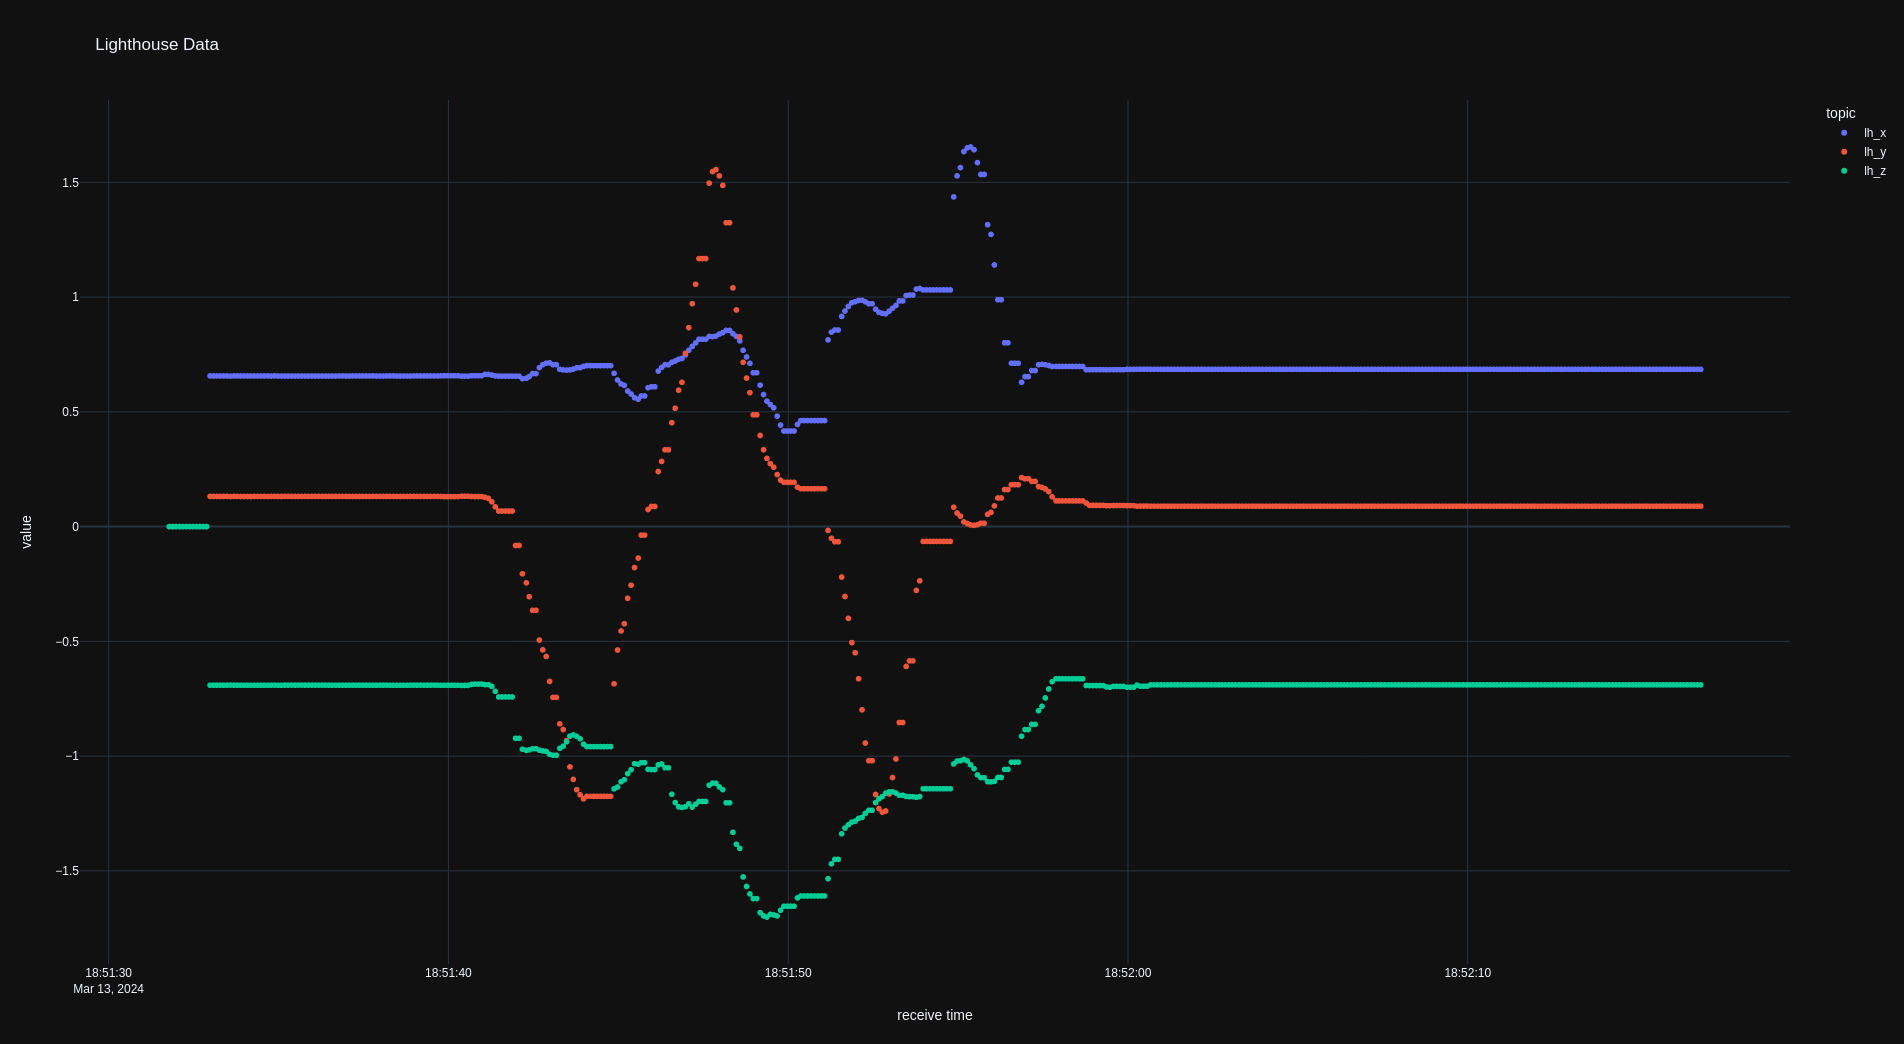 Lighthouse Data
topic
lh_x
lh_y
lh_z
value
1.5
1
0.5
0
−0.5
−1
−1.5
18:51:30
Mar 13, 2024
18:51:40
18:51:50
18:52:00
18:52:10
receive time